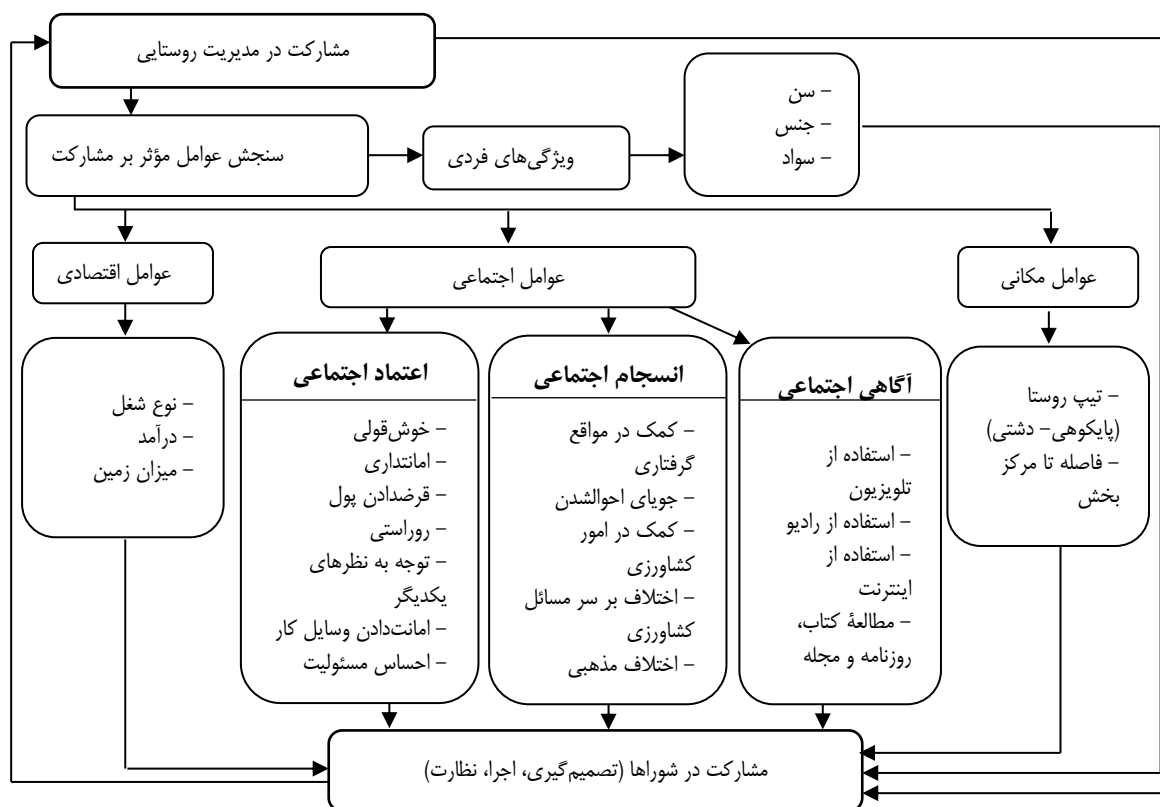 مشارکت در مدیریت روستایی
سنجش عوامل مؤثر بر مشارکت
ویژگی‌های فردی
- سن
- جنس
- سواد
عوامل اقتصادی
- نوع شغل
- درآمد
- میزان زمین
عوامل اجتماعی
اعتماد اجتماعی
- خوش‌قولی
- امانتداری
- قرض‌دادن پول
- روراستی
- توجه به نظرهای
یکدیگر
- امانت‌دادن وسایل کار
- احساس مسئولیت
انسجام اجتماعی
- کمک در مواقع
گرفتاری
- جویای احوالشدن
- کمک در امور
کشاورزی
- اختلاف بر سر مسائل
کشاورزی
- اختلاف مذهبی
آگاهی اجتماعی
- استفاده از
تلویزیون
- استفاده از رادیو
- استفاده از
اینترنت
- مطالعهٔ کتاب،
روزنامه و مجله
عوامل مکانی
- تیپ روستا
(پایکوهی- دشتی)
- فاصله تا مرکز
بخش
مشارکت در شوراها (تصمیم‌گیری، اجرا، نظارت)